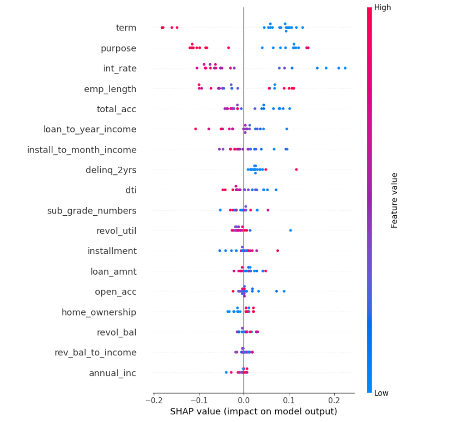 High
term
purpose
int_rate
emp_length
total_acc
loan_to_year_income
install_to_month_income
delinq_2yrs
dti
sub_grade_numbers
revol_util
installment
loan_amnt
open_acc
home_ownership
revol_bal
rev_bal_to_income
annual_inc
Low
Feature value
−0.2 −0.1 0.0 0.1 0.2
SHAP value (impact on model output)